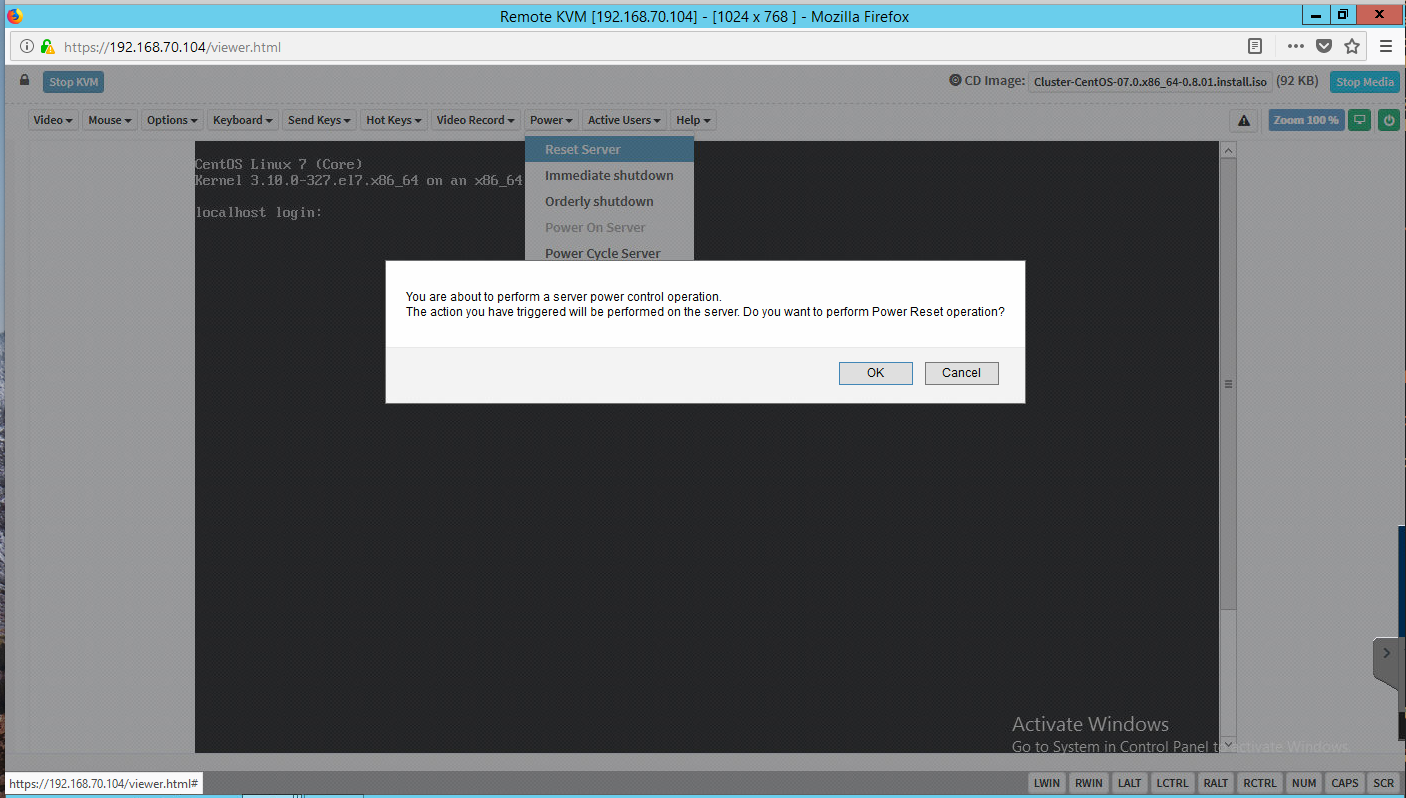 Remote KVM [192.168.70.104] - [1024 x 768 ] - Mozilla Firefox
https://192.168.70.104/viewer.html
Stop KVM
CD Image: Cluster-CentOS-07.0.x86_64-0.8.01.install.iso (92 KB) Stop Media
Video Mouse Options Keyboard Send Keys Hot Keys Video Record Power Active Users Help Zoom 100 %
Reset Server
Immediate shutdown
Orderly shutdown
Power On Server
Power Cycle Server
CentOS Linux 7 (Core)
Kernel 3.10.0-327.el7.x86_64 on an x86_64
localhost login:
You are about to perform a server power control operation.
The action you have triggered will be performed on the server. Do you want to perform Power Reset operation?
OK Cancel
Activate Windows
Go to System in Control Panel to activate Windows.
https://192.168.70.104/viewer.html#
LWIN RWIN LALT LCTRL RALT RCTRL NUM CAPS SCR